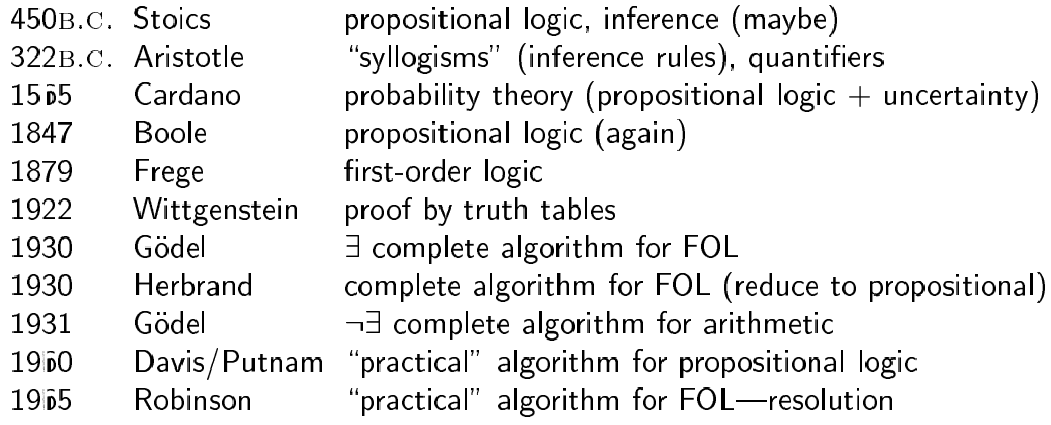 450B.C. Stoics propositional logic, inference (maybe)
322B.C. Aristotle “syllogisms” (inference rules), quantifiers
Cardano probability theory (propositional logic + uncertainty)
1847 Boole propositional logic (again)
1879 Frege first-order logic
1922 Wittgenstein proof by truth tables
1930 Gödel ∃ complete algorithm for FOL
1930 Herbrand complete algorithm for FOL (reduce to propositional)
1931 Gödel ¬∃ complete algorithm for arithmetic
Davis/Putnam “practical” algorithm for propositional logic
Robinson “practical” algorithm for FOL—resolution